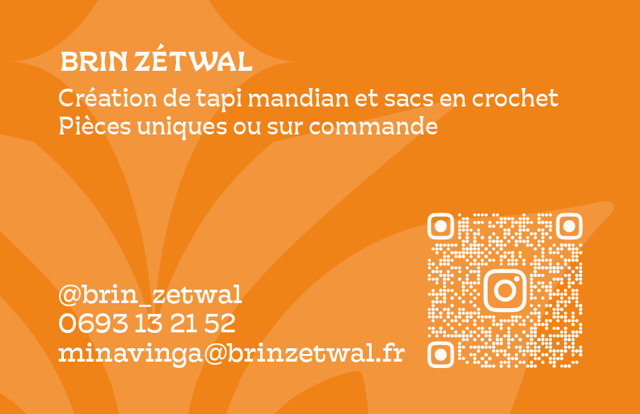 BRIN ZÉTWAL
Création de tapi mandian et sacs en crochet
Pièces uniques ou sur commande
@brin_zetwal
0693 13 21 52
minavinga@brinzetwal.fr